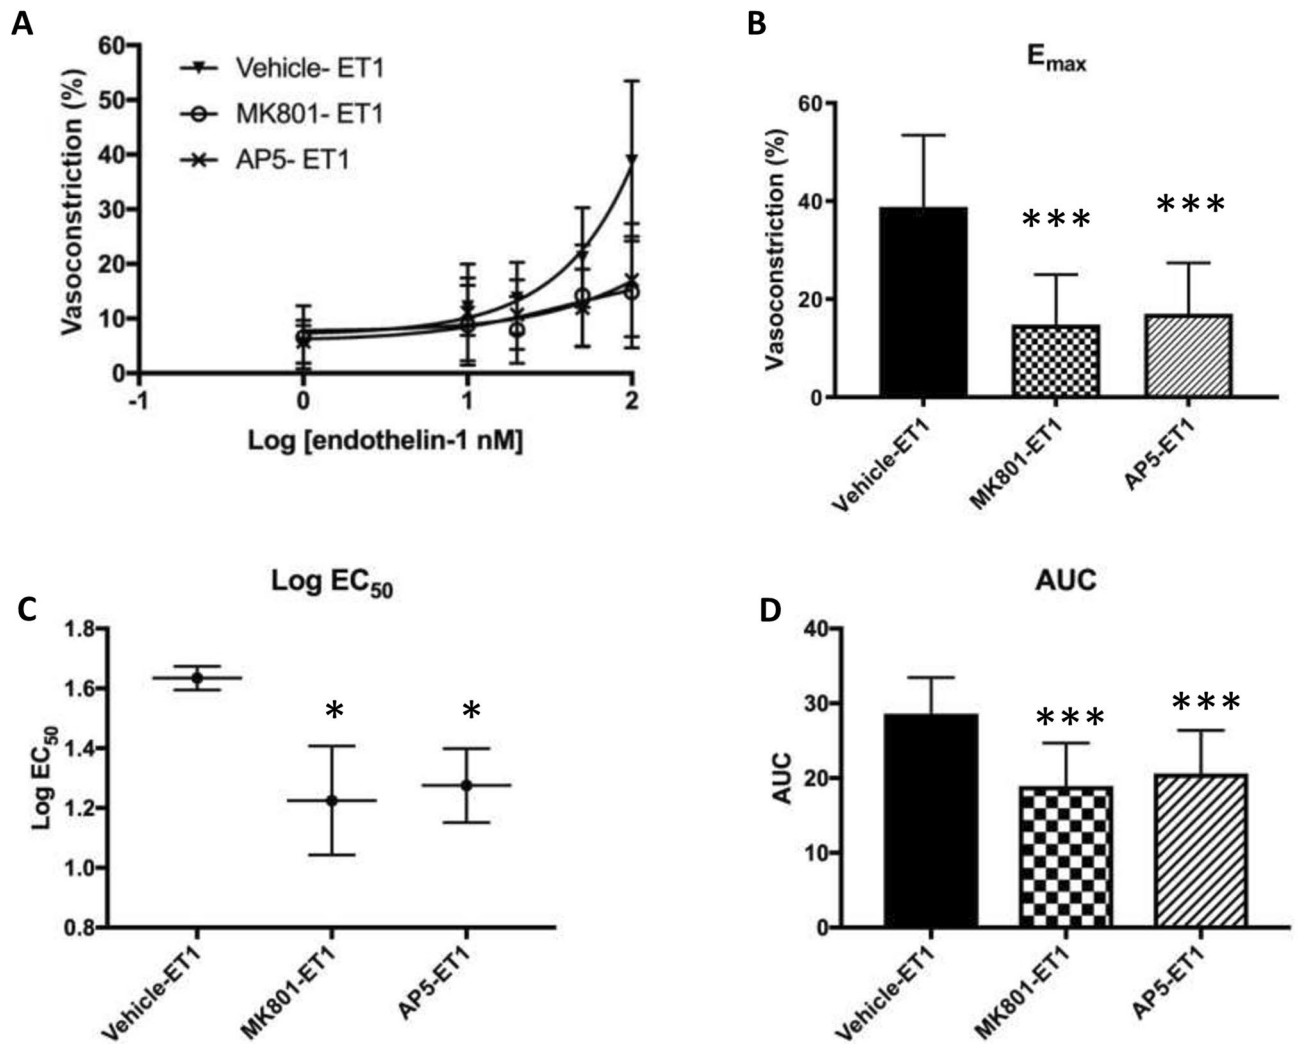 A
60
50
40
30
20
10
0
Vasoconstriction (%)
Vehicle- ET1
MK801- ET1
AP5- ET1
-1
0
1
2
Log [endothelin-1 nM]
B
Emax
60
40
20
0
Vasoconstriction (%)
***
***
Vehicle-ET1
MK801-ET1
AP5-ET1
C
Log EC50
1.8
1.6
1.4
1.2
1.0
0.8
Log EC50
*
*
Vehicle-ET1
MK801-ET1
AP5-ET1
D
AUC
40
30
20
10
0
AUC
***
***
Vehicle-ET1
MK801-ET1
AP5-ET1